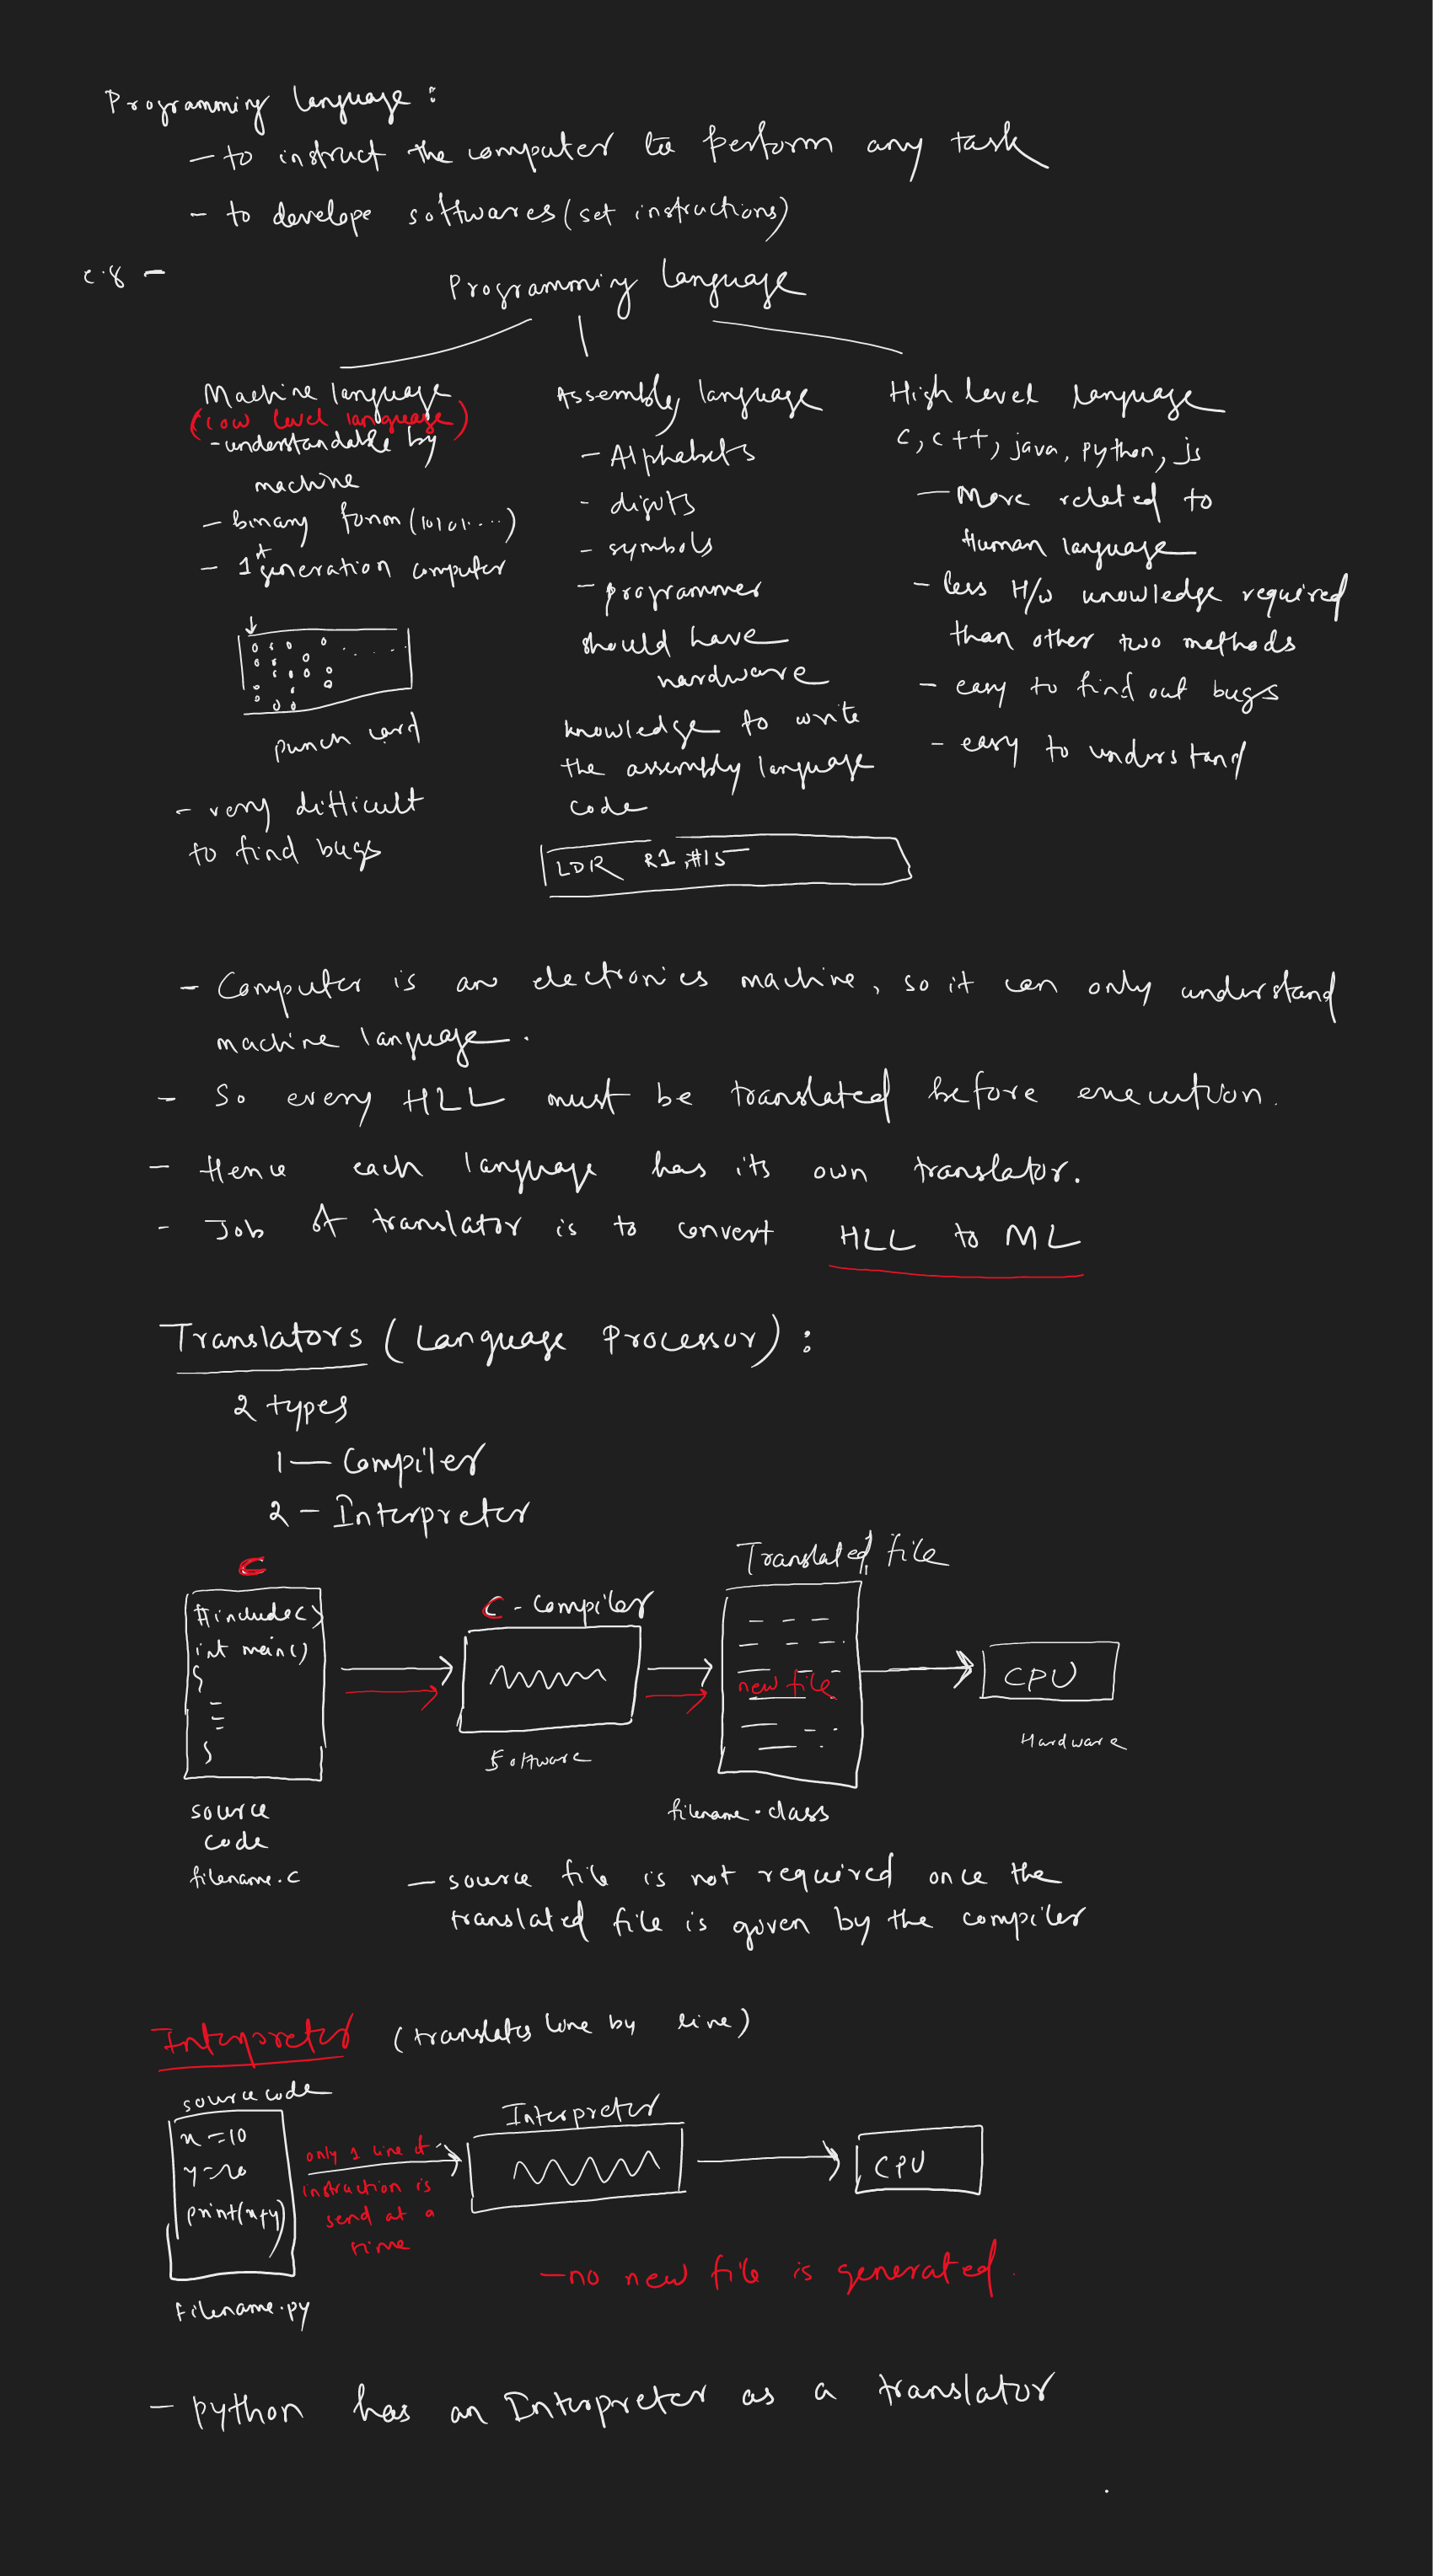 Programming language :
- to instruct the computer to perform any task
- to develope softwares (set instructions)
e.g -
Programming language
Machine language
(low level language)
- understandable by
machine
- binary form (10101....)
- 1st generation computer
punch card
- very difficult
to find bugs
Assembly language
- Alphabets
- digits
- symbols
- programmer
should have
hardware
knowledge to write
the assembly language
code
LDR R1,#15
High level language
C, C++, java, python, js
- More related to
Human language
- less H/w knowledge required
than other two methods
- easy to find out bugs
- easy to understand
- Computer is an electronics machine, so it can only understand
machine language.
- So every HLL must be translated before execution.
- Hence each language has its own translator.
- Job of translator is to convert HLL to ML
Translators (Language Processor) :
2 types
1 - Compiler
2 - Interpreter
C
#include<>
int main()
{
}
source
code
filename.c
C - compiler
Software
Translated file
new file
filename.class
CPU
Hardware
- source file is not required once the
translated file is given by the compiler
Interpreter (translates line by line)
source code
x = 10
y = 20
print(x+y)
filename.py
only 1 line of
instruction is
send at a
time
Interpreter
CPU
- no new file is generated.
- python has an Interpreter as a translator